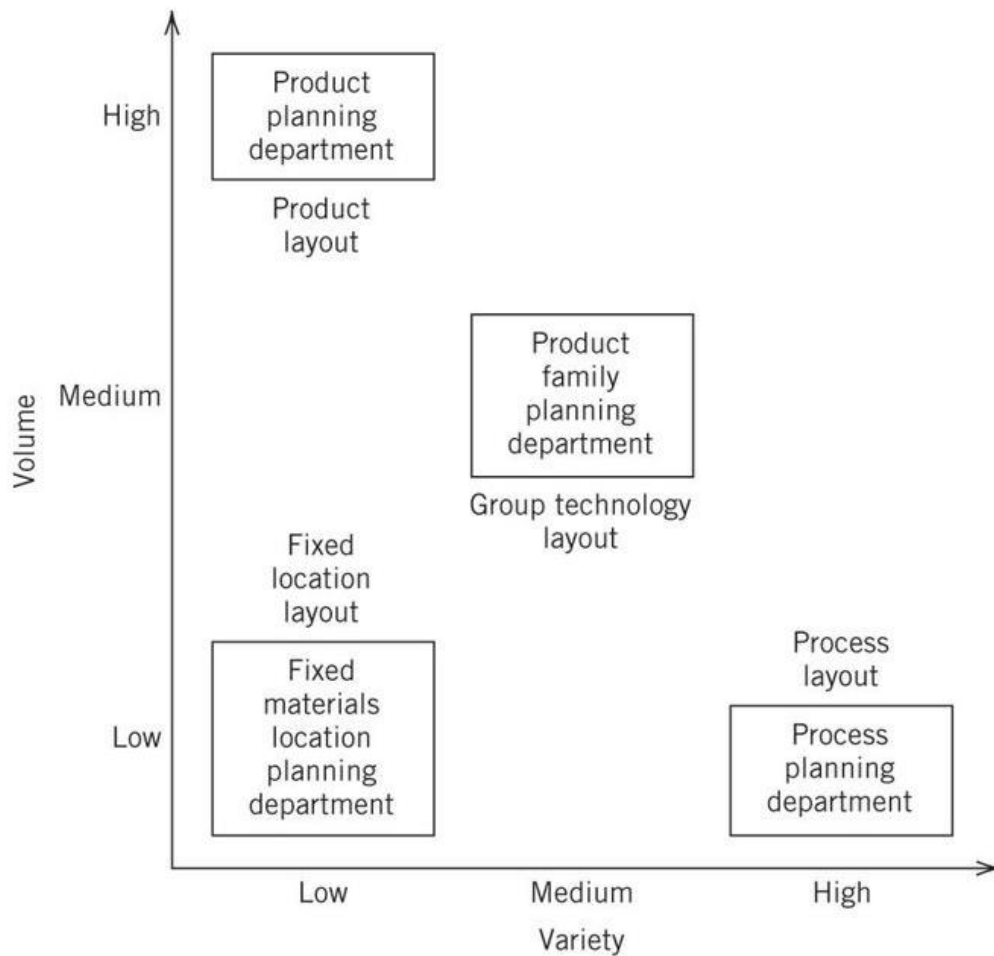 High
Product
planning
department
Product
layout
Volume
Medium
Product
family
planning
department
Group technology
layout
Fixed
location
layout
Low
Fixed
materials
location
planning
department
Process
layout
Process
planning
department
Low
Medium
High
Variety